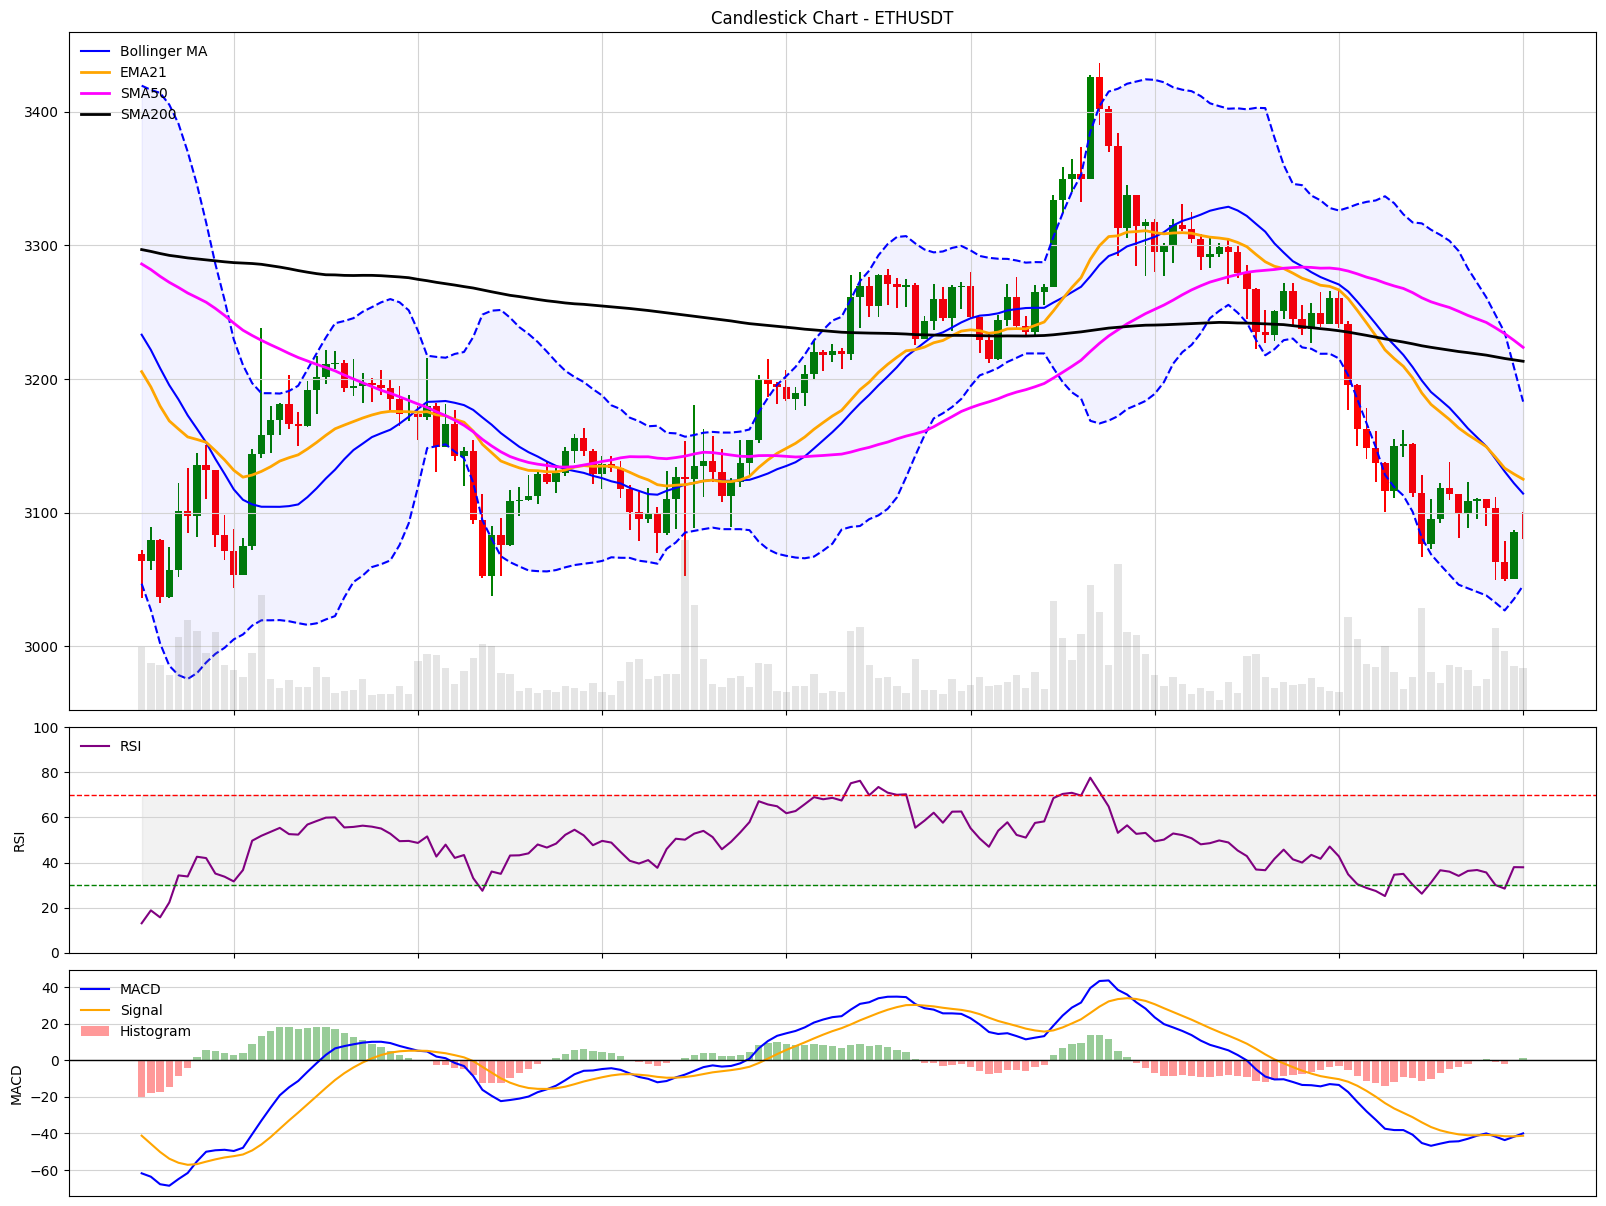 Candlestick Chart - ETHUSDT
Bollinger MA
EMA21
SMA50
SMA200
3400
3300
3200
3100
3000
RSI
100
80
60
40
20
0
RSI
MACD
Signal
Histogram
40
20
0
−20
−40
−60
MACD